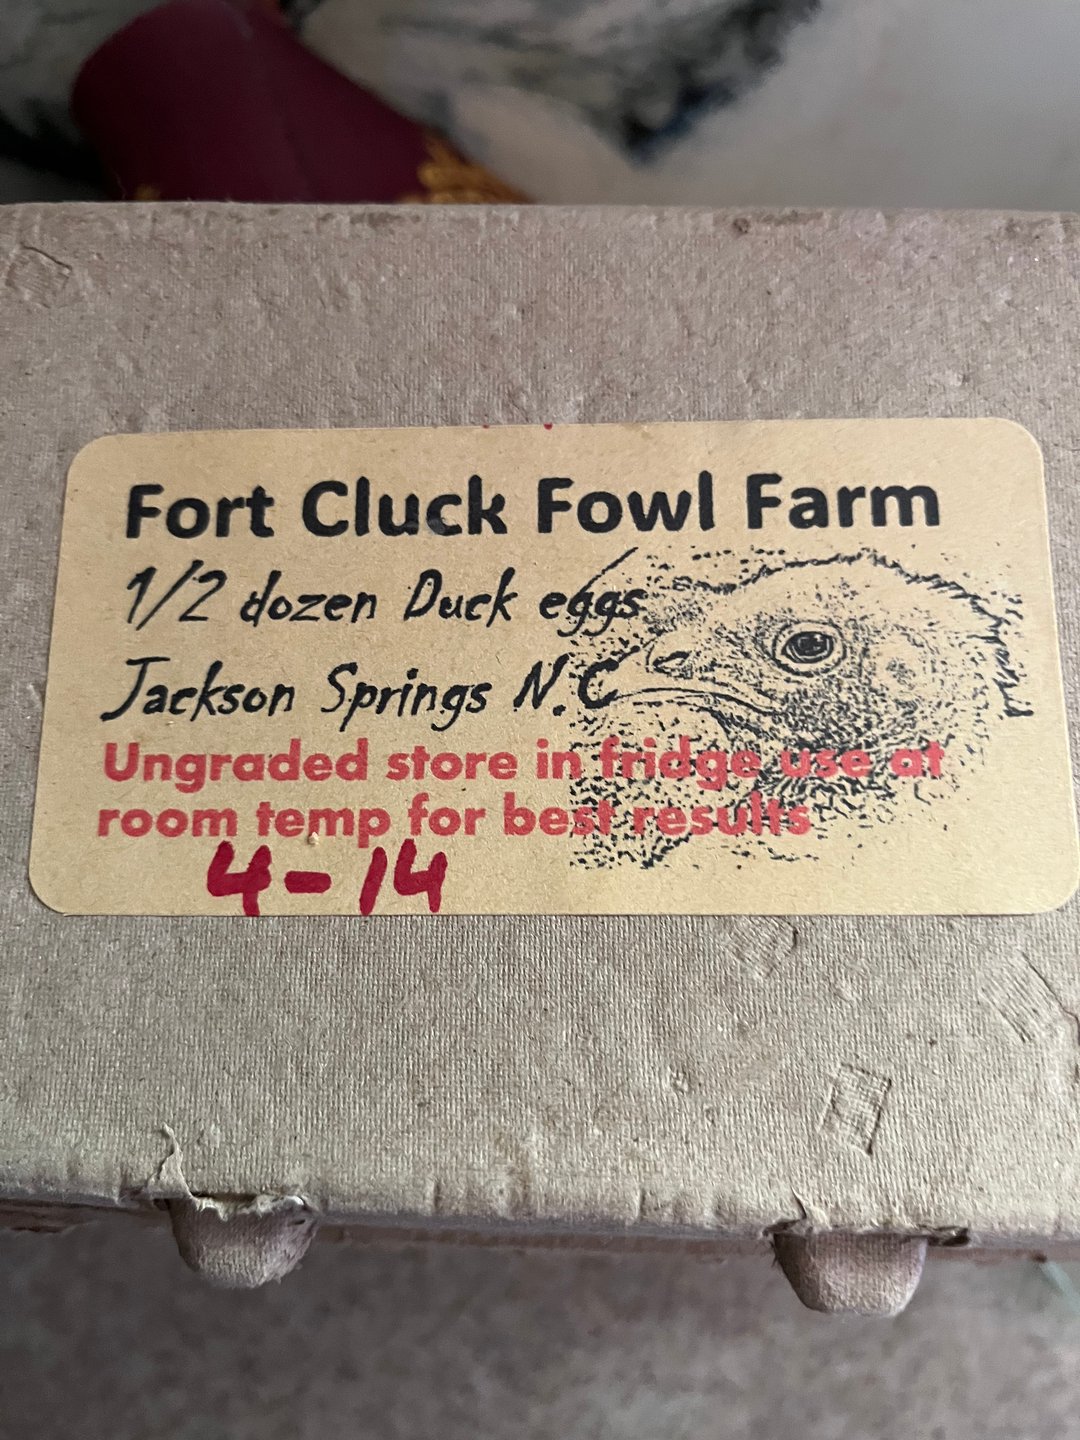 Fort Cluck Fowl Farm
1/2 dozen Duck eggs
Jackson Springs N.C
Ungraded store in fridge use at
room temp for best results
4-14